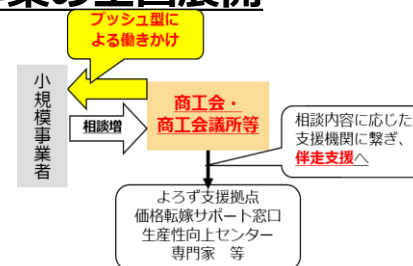 業の全国展開
プッシュ型に
よる働きかけ
小規模事業者
相談増
商工会・
商工会議所等
相談内容に応じた
支援機関に繋ぎ、
伴走支援へ
よろず支援拠点
価格転嫁サポート窓口
生産性向上センター
専門家　等